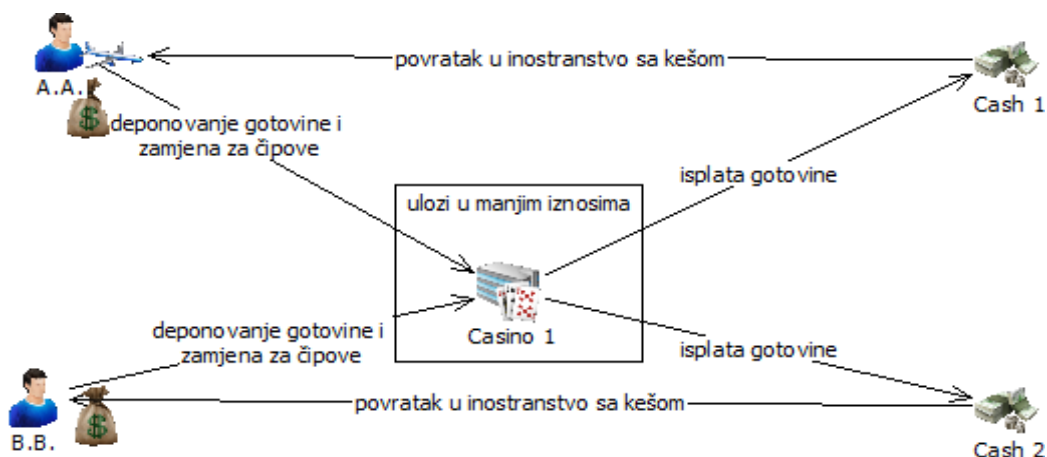 povratak u inostranstvo sa kešom
A.A.
Cash 1
deponovanje gotovine i
zamjena za čipove
isplata gotovine
ulozi u manjim iznosima
Casino 1
deponovanje gotovine i
zamjena za čipove
isplata gotovine
povratak u inostranstvo sa kešom
B.B.
Cash 2